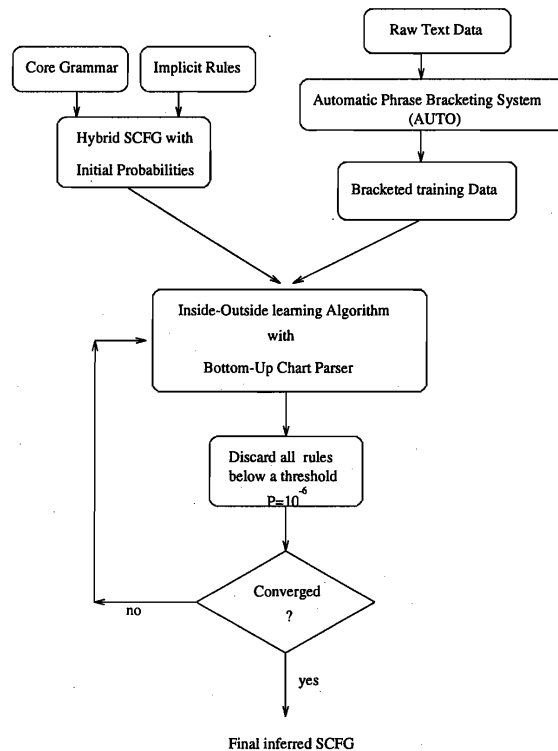 Raw Text Data
Core Grammar
Implicit Rules
Automatic Phrase Bracketing System
(AUTO)
Hybrid SCFG with
Initial Probabilities
Bracketed training Data
Inside-Outside learning Algorithm
with
Bottom-Up Chart Parser
Discard all rules
below a threshold
P=10^-6
Converged
?
no
yes
Final inferred SCFG